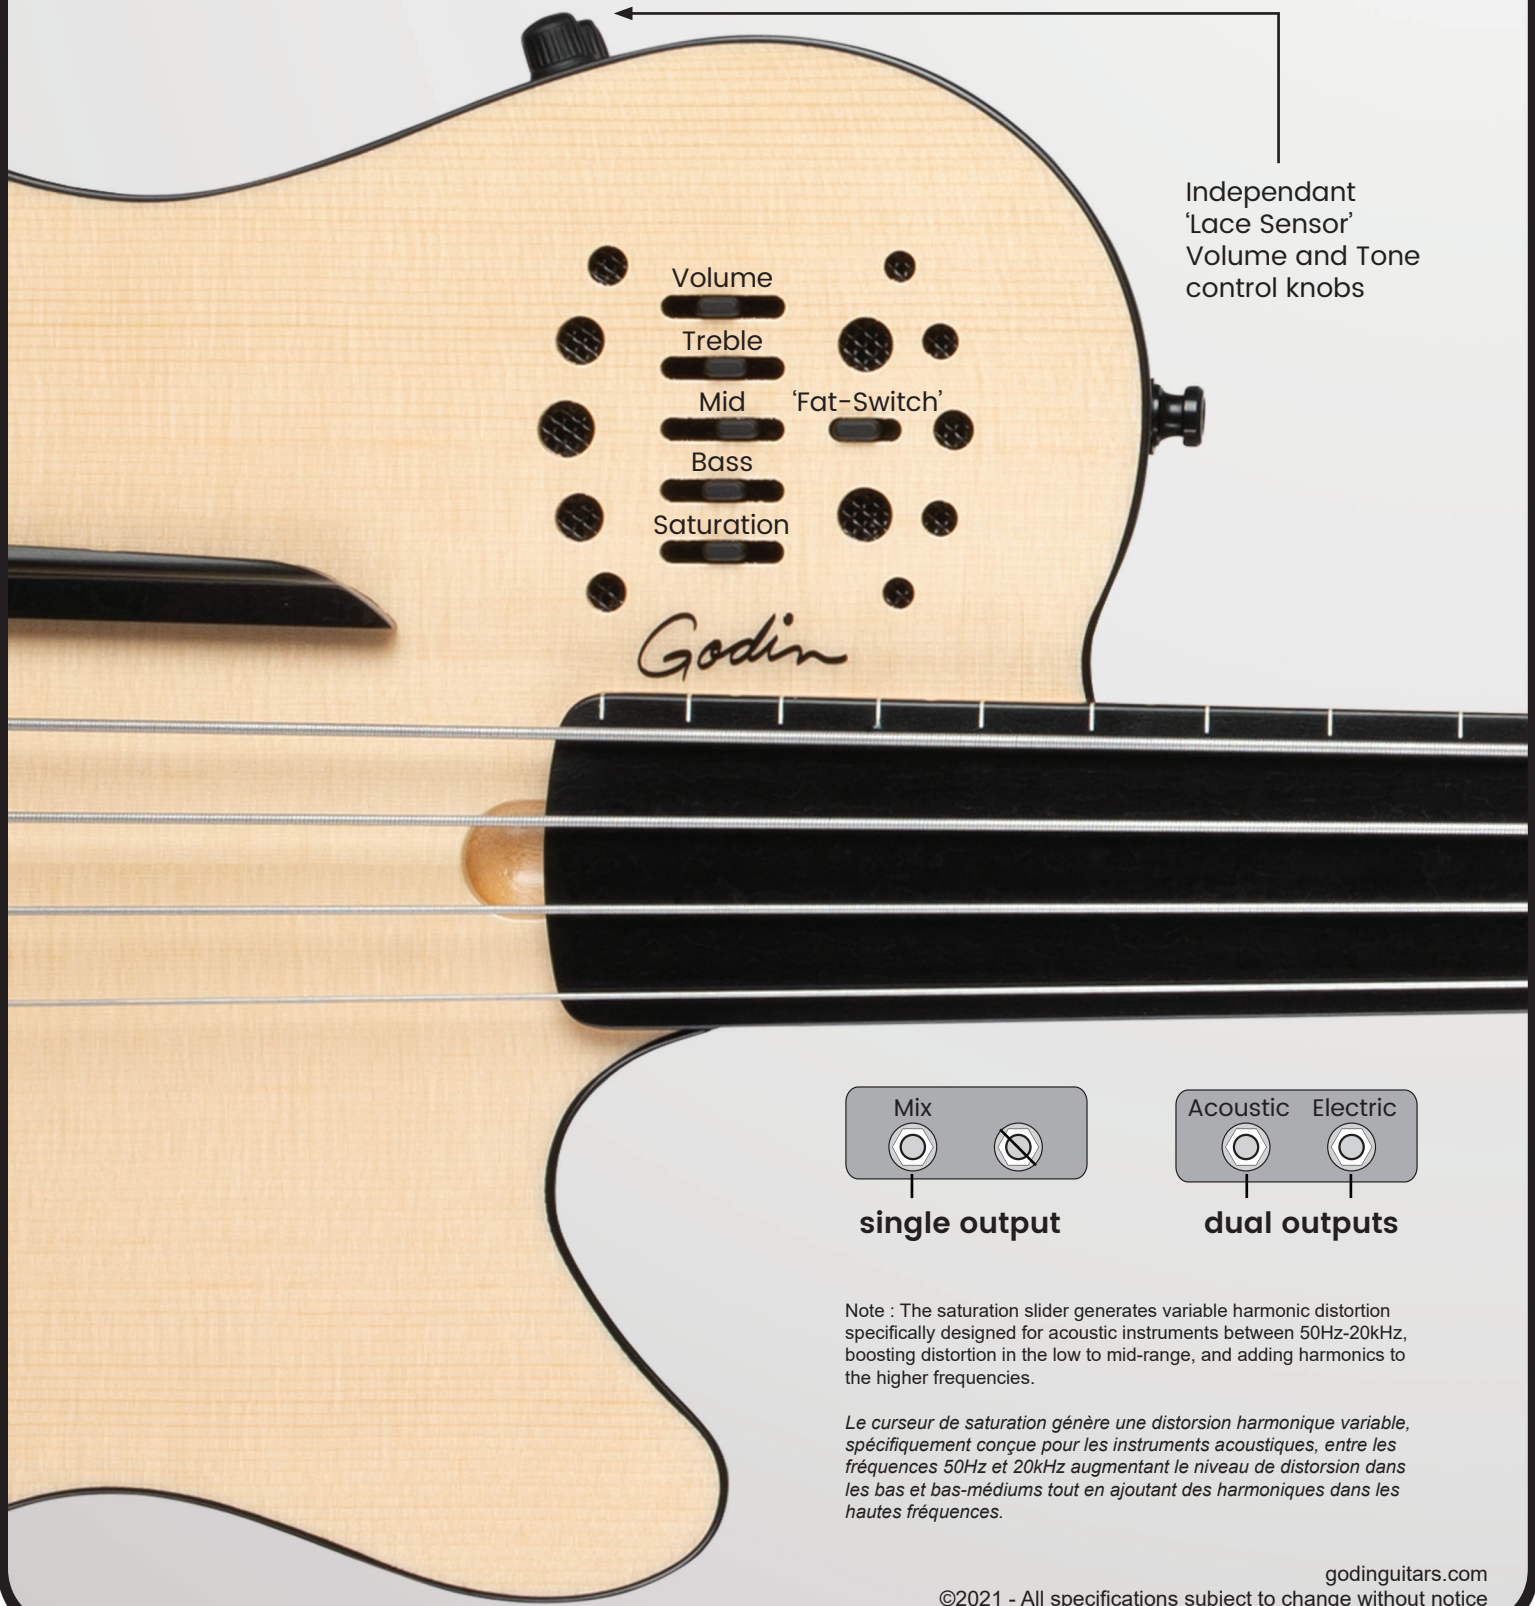 Independant
‘Lace Sensor’
Volume and Tone
control knobs
Volume
Treble
Mid
‘Fat-Switch’
Bass
Saturation
Godin
Mix
single output
Acoustic Electric
dual outputs
Note : The saturation slider generates variable harmonic distortion
specifically designed for acoustic instruments between 50Hz-20kHz,
boosting distortion in the low to mid-range, and adding harmonics to
the higher frequencies.
Le curseur de saturation génère une distorsion harmonique variable,
spécifiquement conçue pour les instruments acoustiques, entre les
fréquences 50Hz et 20kHz augmentant le niveau de distorsion dans
les bas et bas-médiums tout en ajoutant des harmoniques dans les
hautes fréquences.
godinguitars.com
©2021 - All specifications subject to change without notice